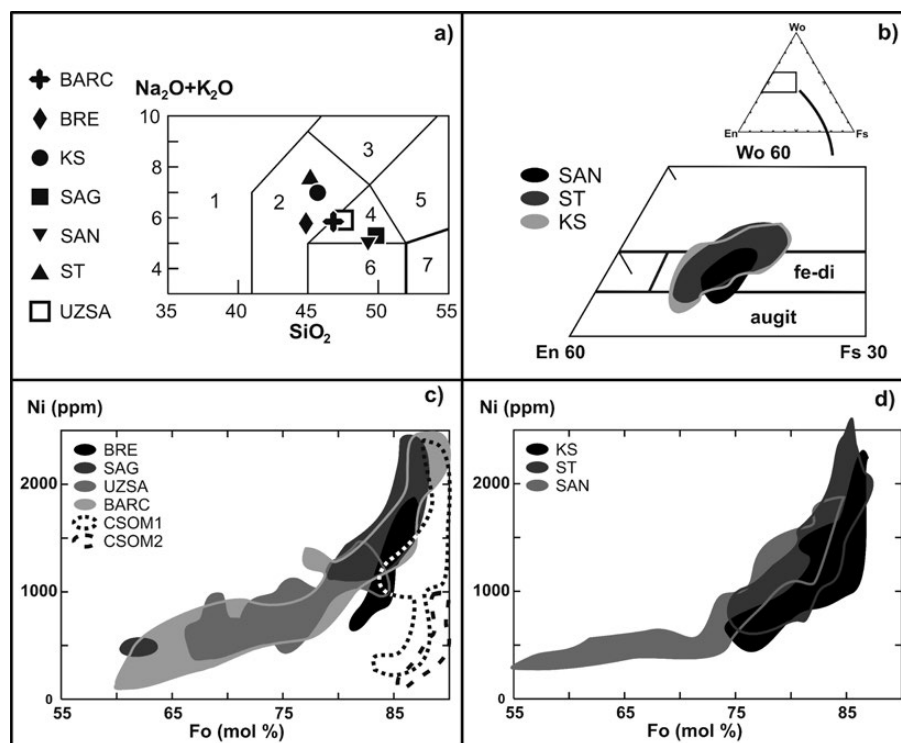 a)
BARC
BRE
KS
SAG
SAN
ST
UZSA
Na₂O+K₂O
10
8
6
4
1
2
3
4
5
6
7
35
40
45
50
55
SiO₂
b)
Wo
En
Fs
Wo 60
SAN
ST
KS
fe-di
augit
En 60
Fs 30
c)
Ni (ppm)
BRE
SAG
UZSA
BARC
CSOM1
CSOM2
2000
1000
0
55
65
75
85
Fo (mol %)
d)
Ni (ppm)
KS
ST
SAN
2000
1000
0
55
65
75
85
Fo (mol %)